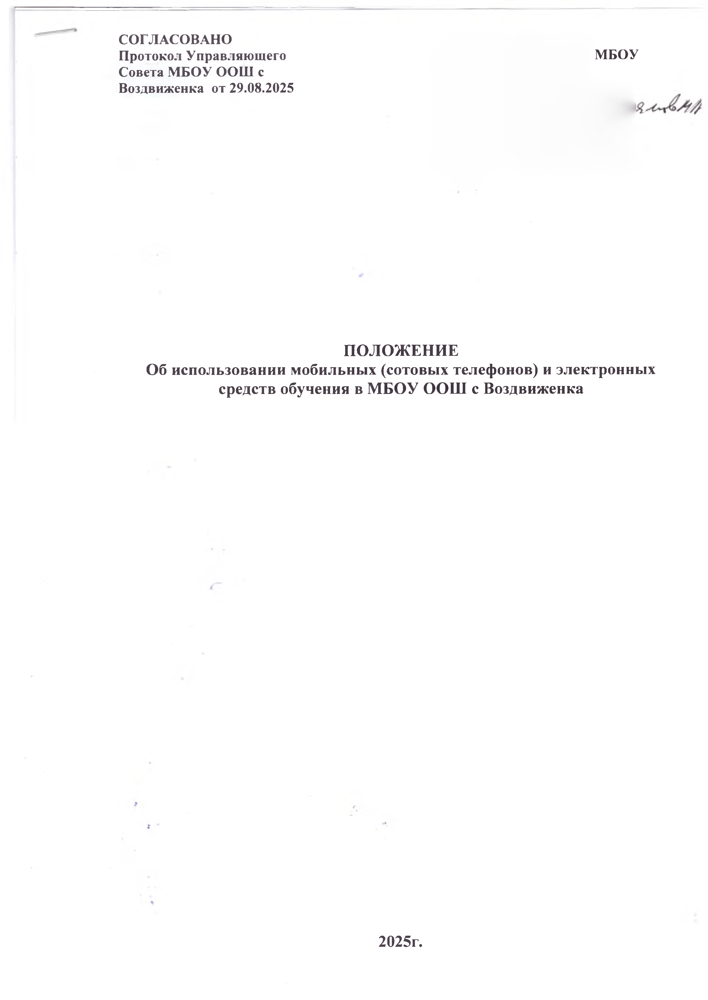 СОГЛАСОВАНО
Протокол Управляющего
Совета МБОУ ООШ с
Воздвиженка от 29.08.2025
МБОУ
ПОЛОЖЕНИЕ
Об использовании мобильных (сотовых телефонов) и электронных
средств обучения в МБОУ ООШ с Воздвиженка
2025г.